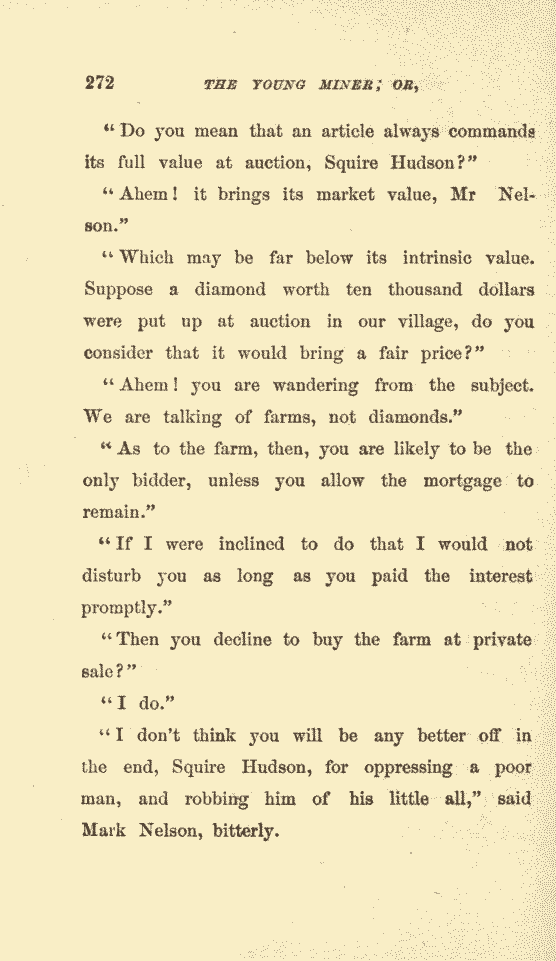 272 THE YOUNG MINER; OR,
“Do you mean that an article always commands
its full value at auction, Squire Hudson?”
“Ahem! it brings its market value, Mr Nel-
son.”
“Which may be far below its intrinsic value.
Suppose a diamond worth ten thousand dollars
were put up at auction in our village, do you
consider that it would bring a fair price?”
“Ahem! you are wandering from the subject.
We are talking of farms, not diamonds.”
“As to the farm, then, you are likely to be the
only bidder, unless you allow the mortgage to
remain.”
“If I were inclined to do that I would not
disturb you as long as you paid the interest
promptly.”
“Then you decline to buy the farm at private
sale?”
“I do.”
“I don’t think you will be any better off in
the end, Squire Hudson, for oppressing a poor
man, and robbing him of his little all,” said
Mark Nelson, bitterly.